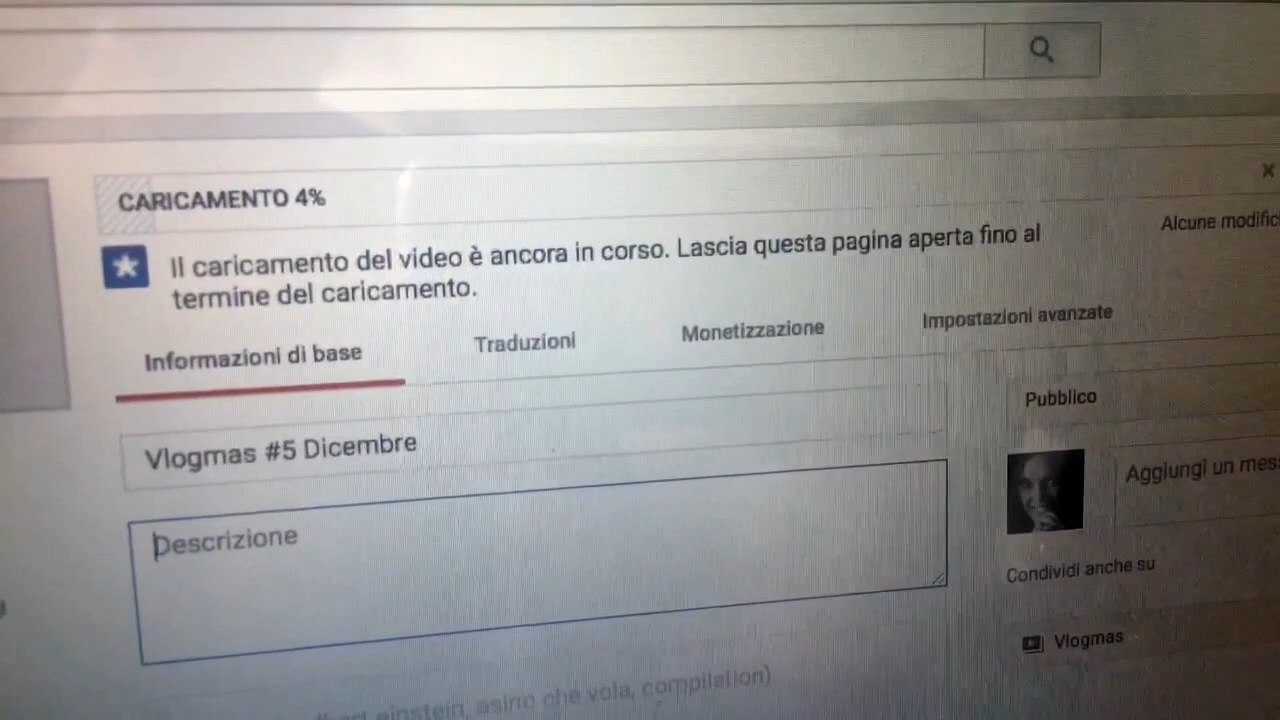 CARICAMENTO 4%
Il caricamento del video è ancora in corso. Lascia questa pagina aperta fino al
termine del caricamento.
Alcune modific
Informazioni di base
Traduzioni
Monetizzazione
Impostazioni avanzate
Vlogmas #5 Dicembre
Pubblico
Descrizione
Aggiungi un mes
Condividi anche su
Vlogmas
einstein, asino che vola, compilation)